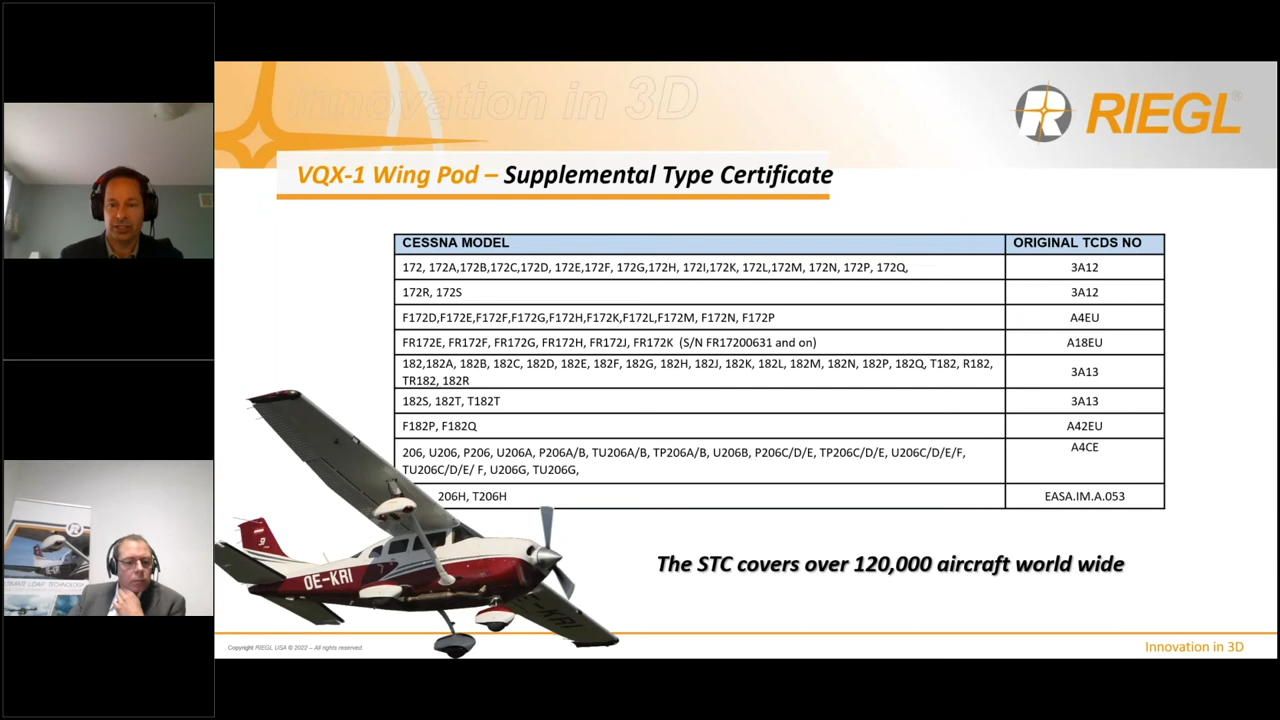 Innovation in 3D
RIEGL®
VQX-1 Wing Pod – Supplemental Type Certificate
CESSNA MODEL ORIGINAL TCDS NO
172, 172A,172B,172C,172D, 172E,172F, 172G,172H, 172I,172K, 172L,172M, 172N, 172P, 172Q, 3A12
172R, 172S 3A12
F172D,F172E,F172F,F172G,F172H,F172K,F172L,F172M, F172N, F172P A4EU
FR172E, FR172F, FR172G, FR172H, FR172J, FR172K (S/N FR17200631 and on) A18EU
182,182A, 182B, 182C, 182D, 182E, 182F, 182G, 182H, 182J, 182K, 182L, 182M, 182N, 182P, 182Q, T182, R182,
TR182, 182R 3A13
182S, 182T, T182T 3A13
F182P, F182Q A42EU
206, U206, P206, U206A, P206A/B, TU206A/B, TP206A/B, U206B, P206C/D/E, TP206C/D/E, U206C/D/E/F, A4CE
TU206C/D/E/ F, U206G, TU206G,
206H, T206H EASA.IM.A.053
The STC covers over 120,000 aircraft world wide
OE-KRI
Copyright RIEGL USA © 2022 – All rights reserved.
Innovation in 3D